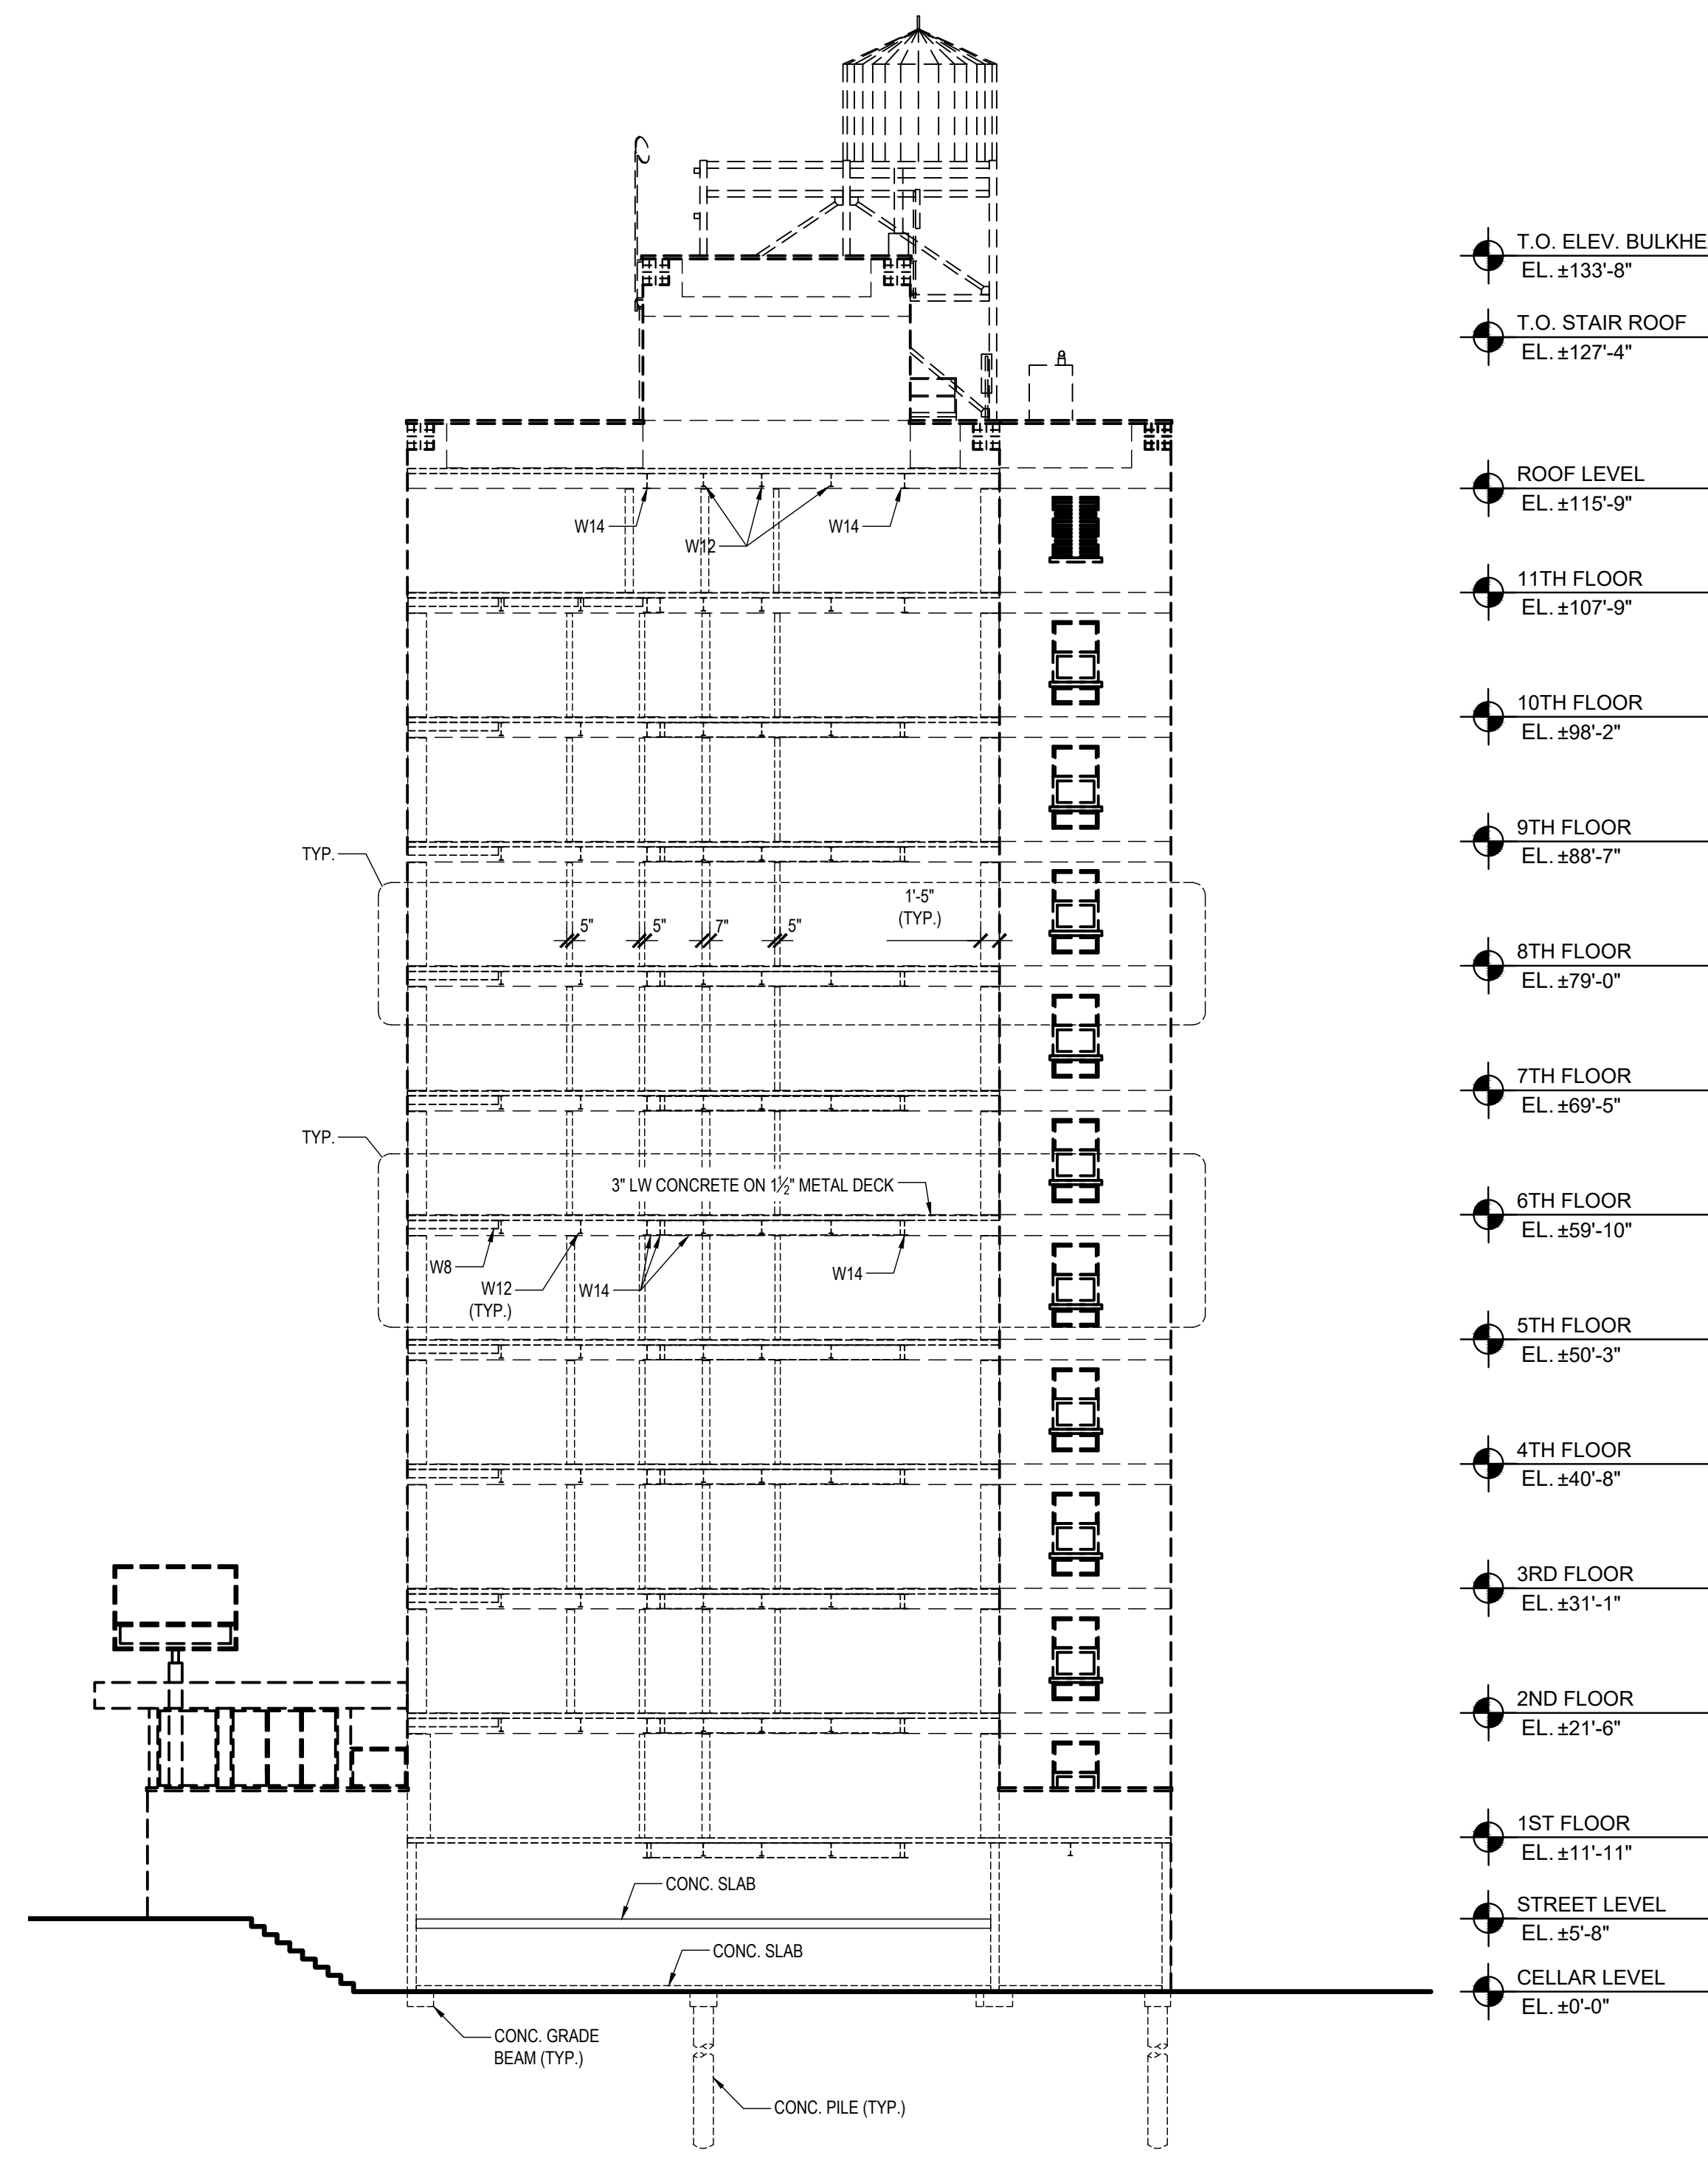 T.O. ELEV. BULKHE
EL. ±133'-8"
T.O. STAIR ROOF
EL. ±127'-4"
ROOF LEVEL
EL. ±115'-9"
W14
W12
W14
11TH FLOOR
EL. ±107'-9"
10TH FLOOR
EL. ±98'-2"
9TH FLOOR
EL. ±88'-7"
TYP.
1'-5"
(TYP.)
5"
5"
7"
5"
8TH FLOOR
EL. ±79'-0"
7TH FLOOR
EL. ±69'-5"
TYP.
3" LW CONCRETE ON 1½" METAL DECK
6TH FLOOR
EL. ±59'-10"
W8
W12
(TYP.)
W14
W14
5TH FLOOR
EL. ±50'-3"
4TH FLOOR
EL. ±40'-8"
3RD FLOOR
EL. ±31'-1"
2ND FLOOR
EL. ±21'-6"
1ST FLOOR
EL. ±11'-11"
CONC. SLAB
STREET LEVEL
EL. ±5'-8"
CONC. SLAB
CELLAR LEVEL
EL. ±0'-0"
CONC. GRADE
BEAM (TYP.)
CONC. PILE (TYP.)